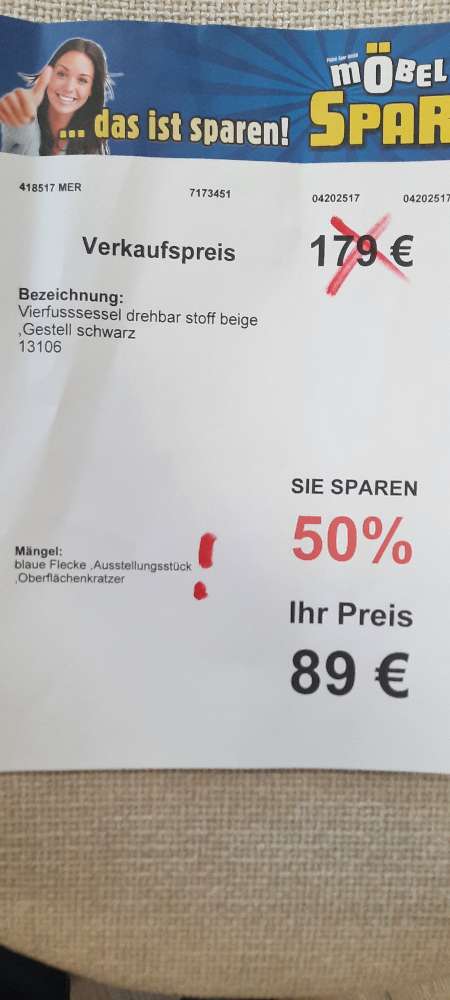 möBEL
SPAR
... das ist sparen!
418517 MER
7173451
04202517
04202517
Verkaufspreis
179 €
Bezeichnung:
Vierfusssessel drehbar stoff beige
,Gestell schwarz
13106
SIE SPAREN
50%
Mängel:
blaue Flecke ,Ausstellungsstück
,Oberflächenkratzer
!
Ihr Preis
89 €